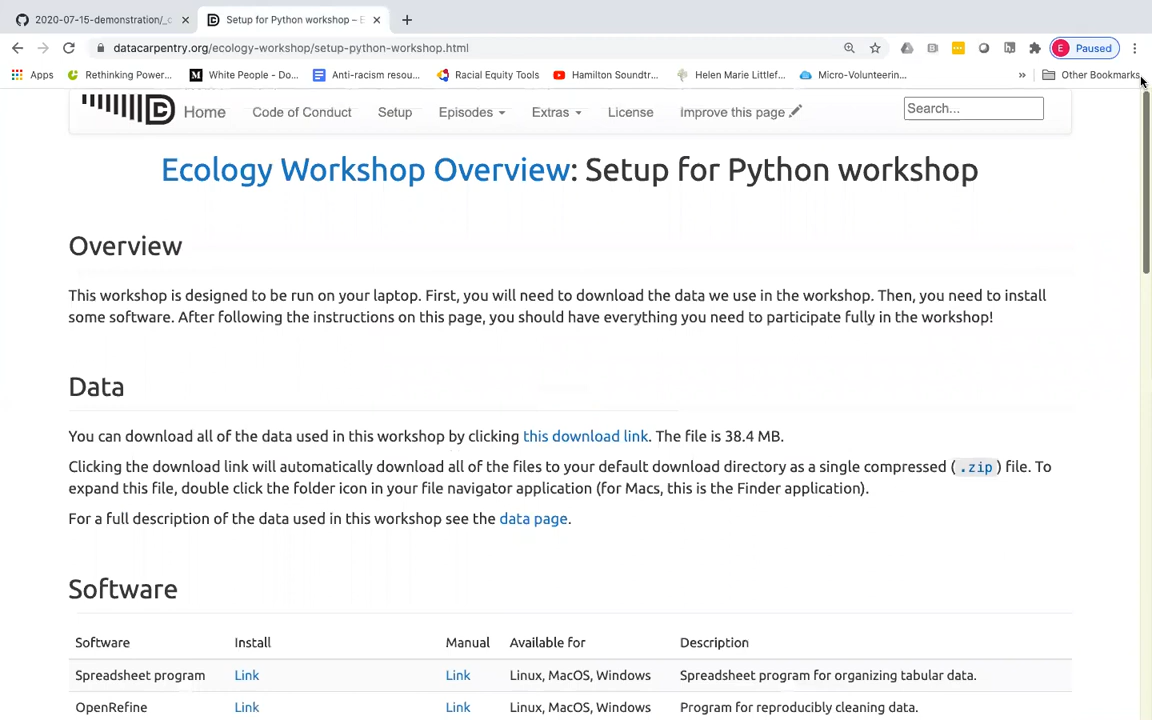 2020-07-15-demonstration/_c
Setup for Python workshop – E
datacarpentry.org/ecology-workshop/setup-python-workshop.html
E Paused
Apps Rethinking Power... White People - Do... Anti-racism resou... Racial Equity Tools Hamilton Soundtr... Helen Marie Littlef... Micro-Volunteerin... » Other Bookmarks
Home Code of Conduct Setup Episodes Extras License Improve this page Search...
Ecology Workshop Overview: Setup for Python workshop
Overview
This workshop is designed to be run on your laptop. First, you will need to download the data we use in the workshop. Then, you need to install
some software. After following the instructions on this page, you should have everything you need to participate fully in the workshop!
Data
You can download all of the data used in this workshop by clicking this download link. The file is 38.4 MB.
Clicking the download link will automatically download all of the files to your default download directory as a single compressed (.zip) file. To
expand this file, double click the folder icon in your file navigator application (for Macs, this is the Finder application).
For a full description of the data used in this workshop see the data page.
Software
Software Install Manual Available for Description
Spreadsheet program Link Link Linux, MacOS, Windows Spreadsheet program for organizing tabular data.
OpenRefine Link Link Linux, MacOS, Windows Program for reproducibly cleaning data.